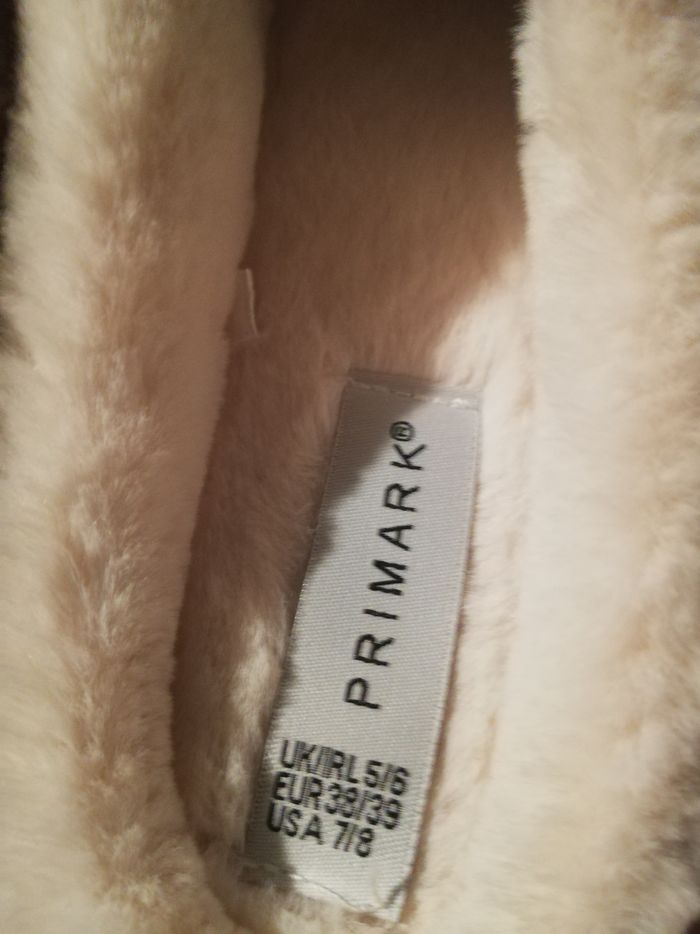 PRIMARK®
UK/IRL 5/6
EUR 38/39
USA 7/8